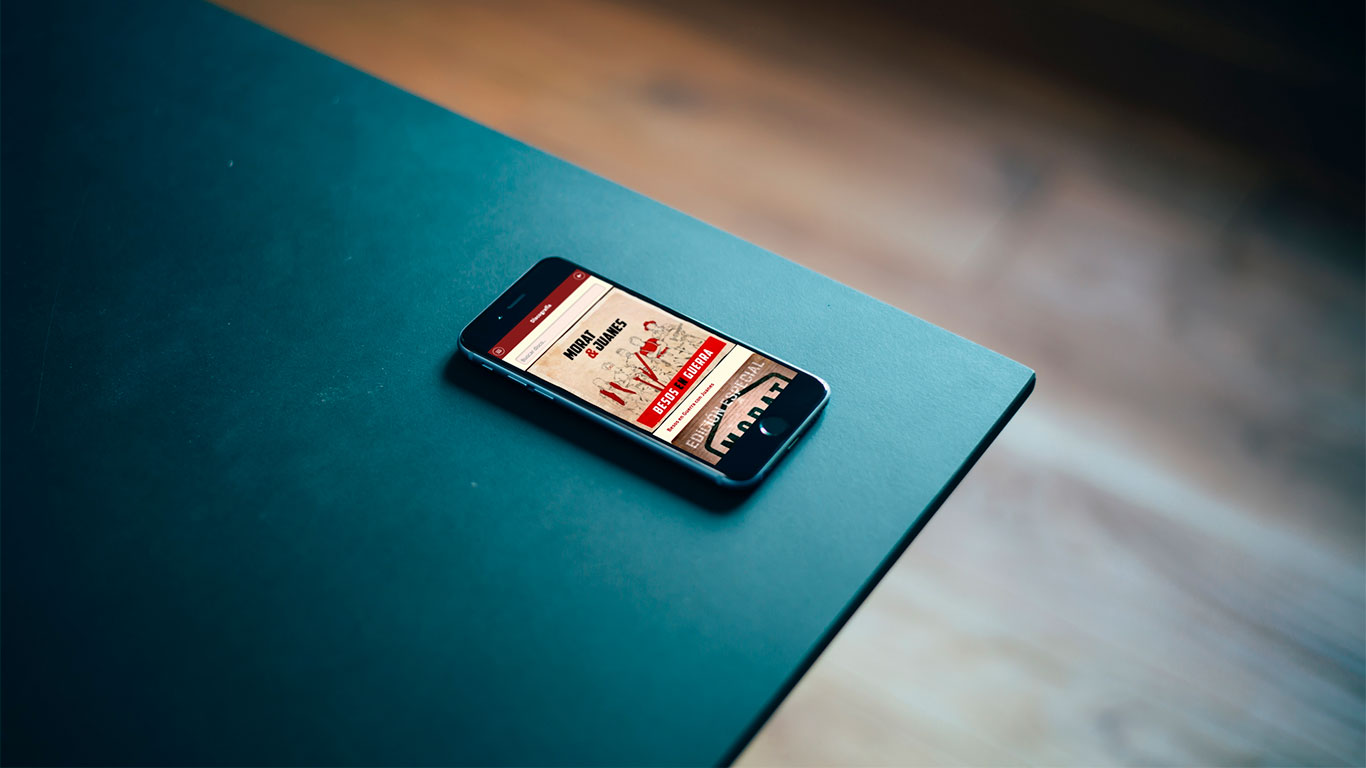 Discografía
Buscar disco...
MORAT
& JUANES
BESOS EN GUERRA
Besos en Guerra con Juanes
EDICIÓN ESPECIAL
MORAT